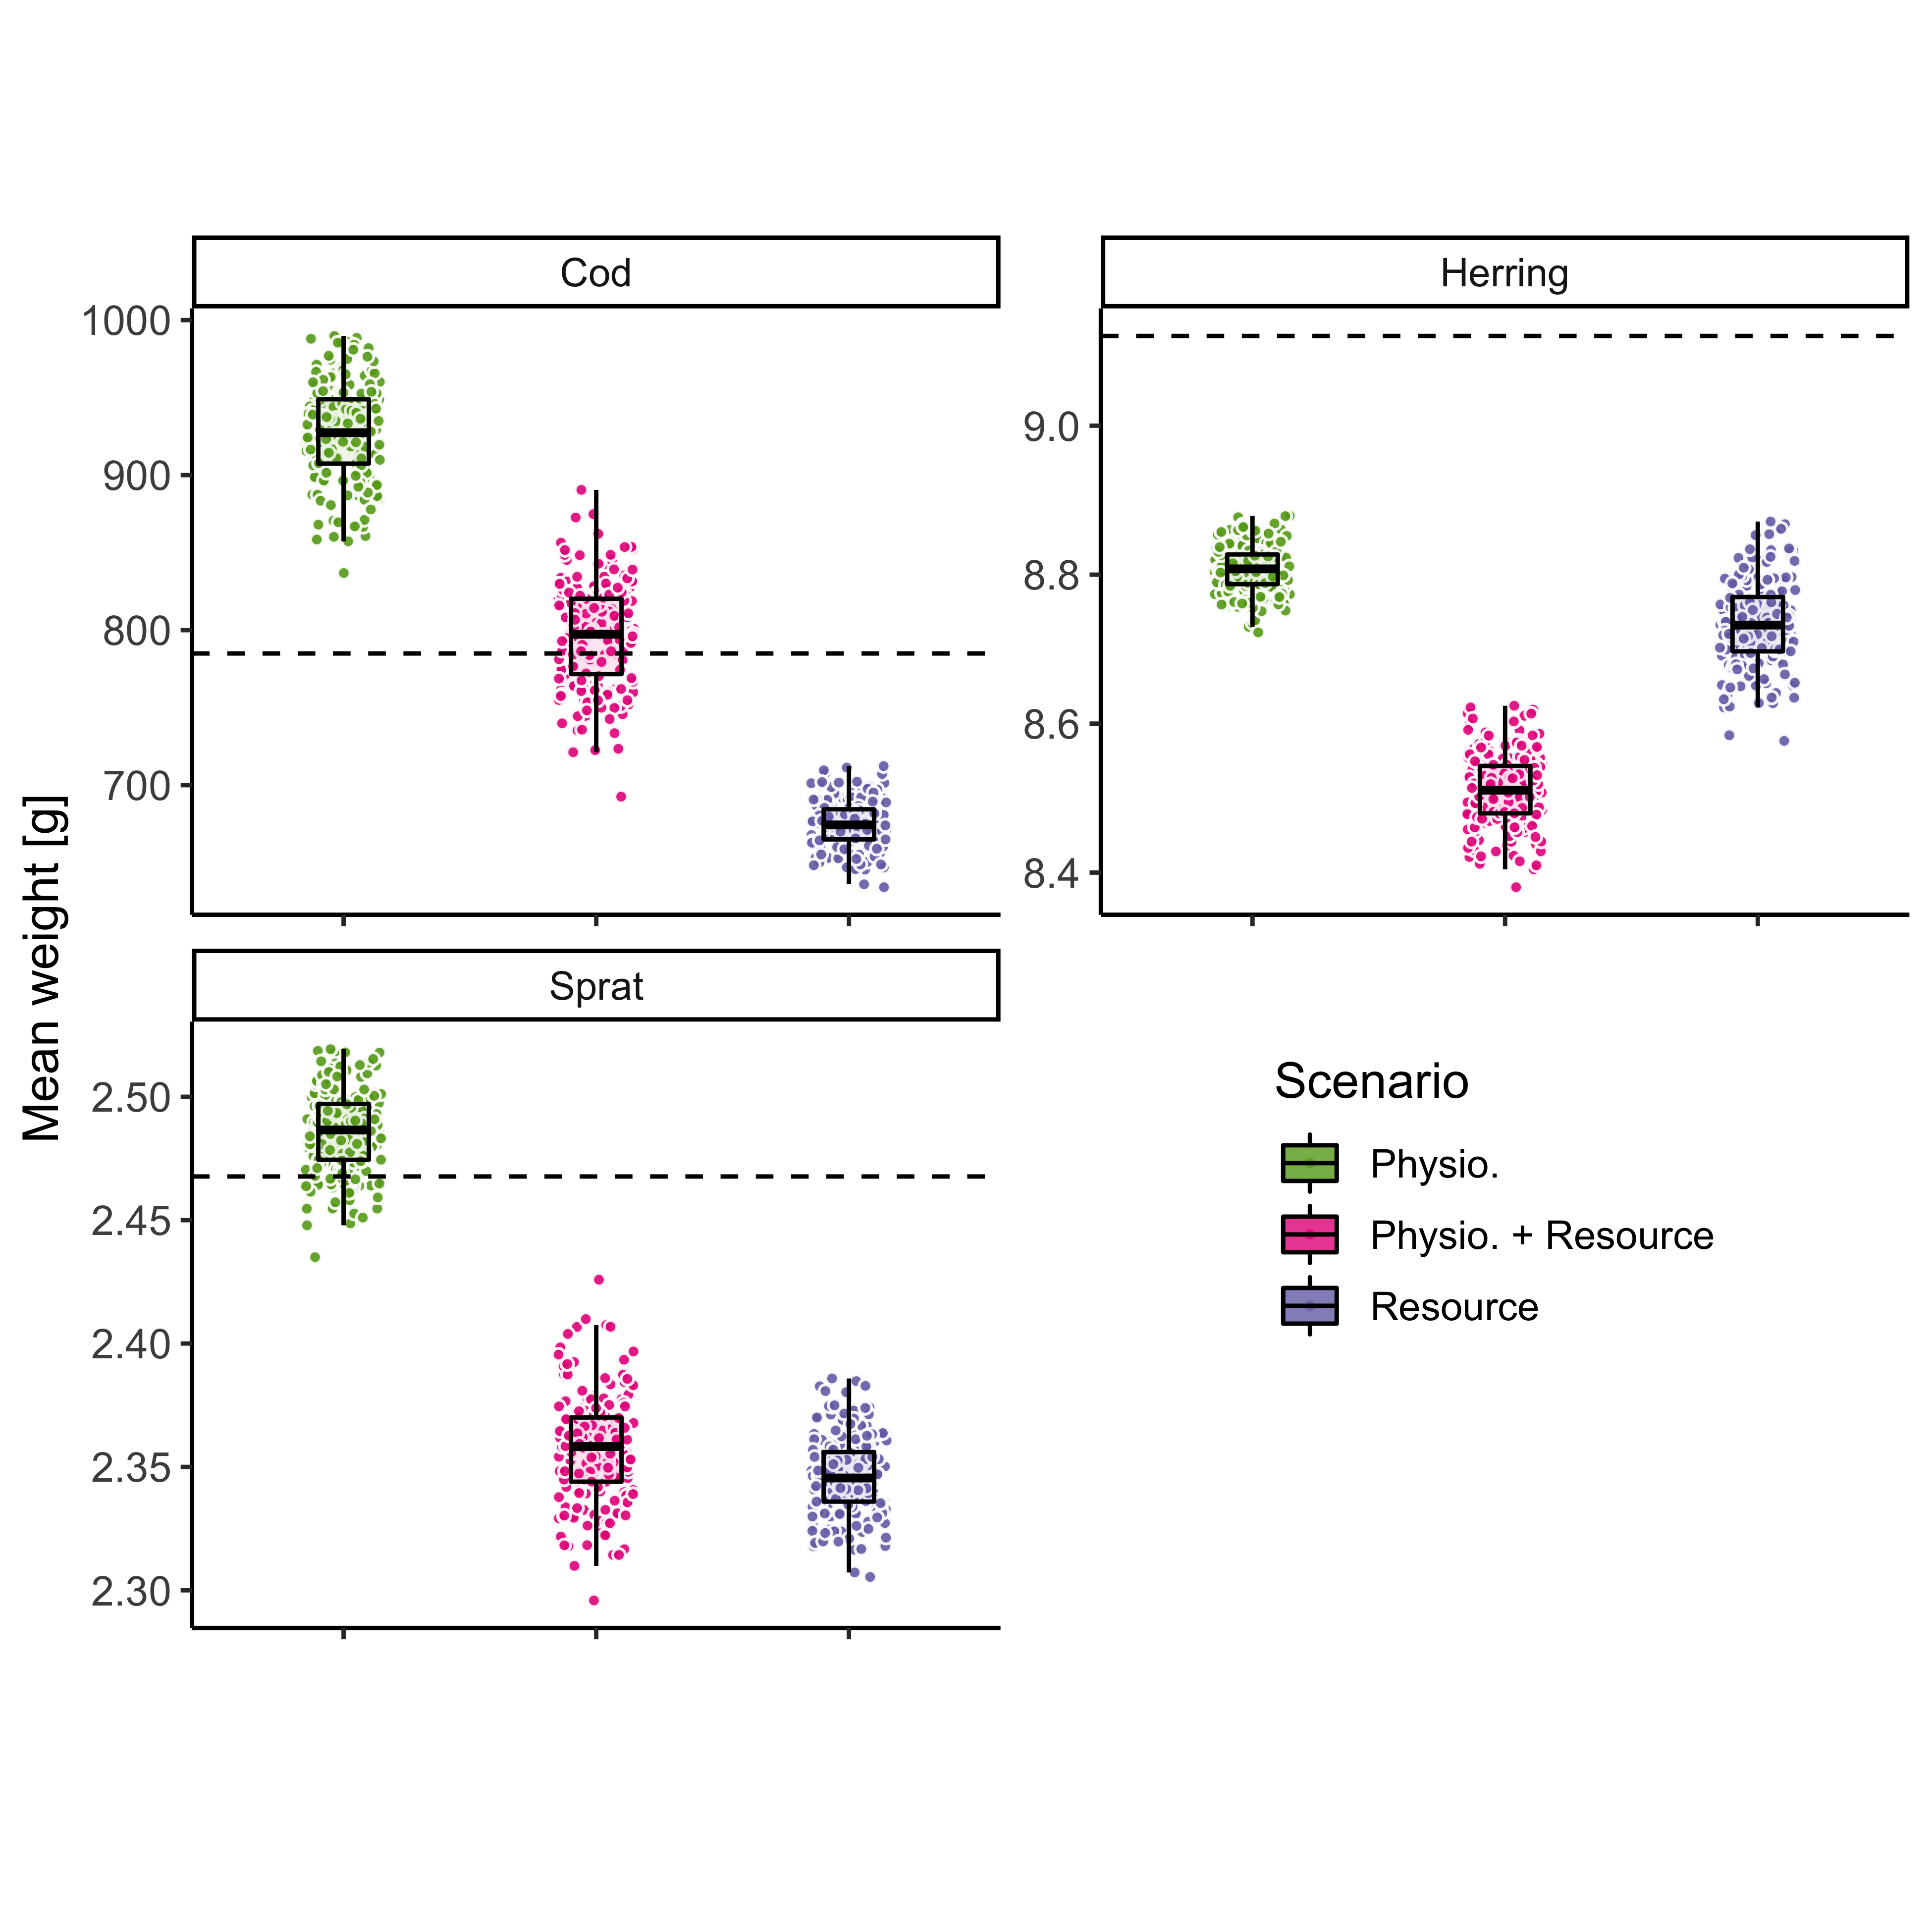 Mean weight [g]
Cod
1000
900
800
700
Herring
9.0
8.8
8.6
8.4
Sprat
2.50
2.45
2.40
2.35
2.30
Scenario
Physio.
Physio. + Resource
Resource